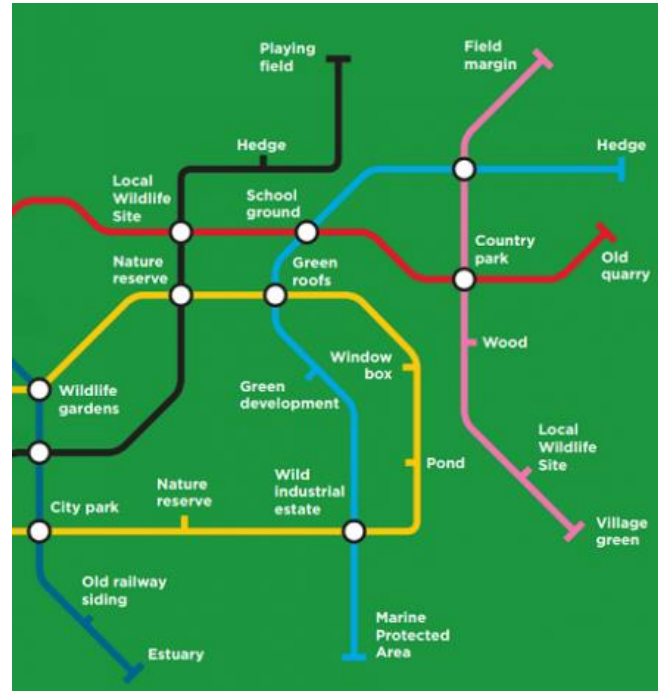 Playing
field
Field
margin
Hedge
Hedge
Local
Wildlife
Site
School
ground
Country
park
Old
quarry
Nature
reserve
Green
roofs
Wood
Window
box
Wildlife
gardens
Green
development
Local
Wildlife
Site
Pond
Nature
reserve
Wild
industrial
estate
City park
Village
green
Old railway
siding
Marine
Protected
Area
Estuary